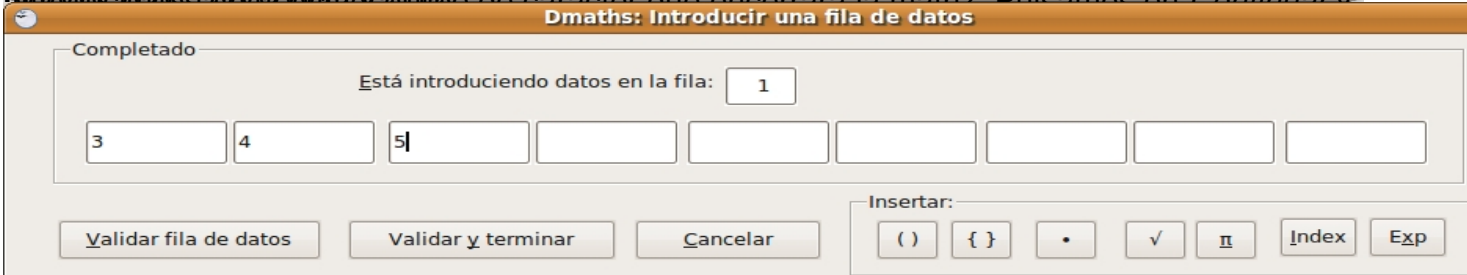 Dmaths: Introducir una fila de datos
Completado
Está introduciendo datos en la fila: 1
3 4 5
Insertar:
Validar fila de datos Validar y terminar Cancelar ( ) { } • √ π Index Exp